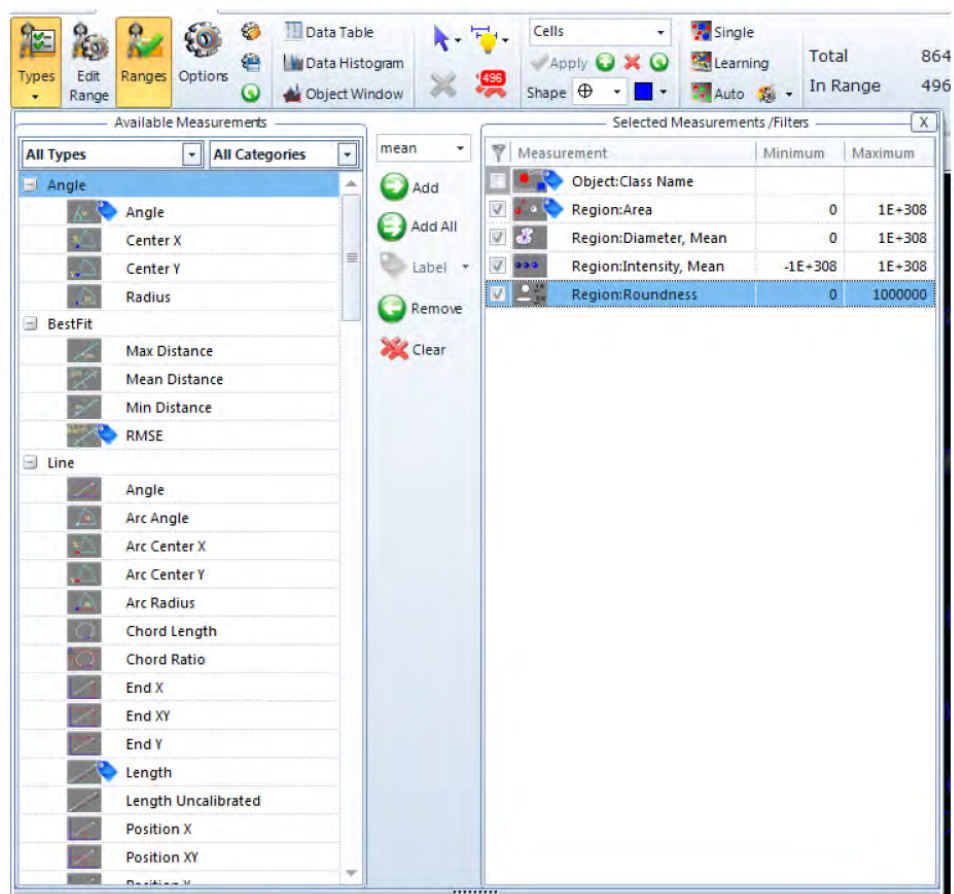 Types
Edit
Range
Ranges
Options
Data Table
Data Histogram
Object Window
496
Cells
Apply
Shape
Single
Learning
Auto
Total 864
In Range 496
Available Measurements
All Types All Categories
Angle
Angle
Center X
Center Y
Radius
BestFit
Max Distance
Mean Distance
Min Distance
RMSE
Line
Angle
Arc Angle
Arc Center X
Arc Center Y
Arc Radius
Chord Length
Chord Ratio
End X
End XY
End Y
Length
Length Uncalibrated
Position X
Position XY
mean
Add
Add All
Label
Remove
Clear
Selected Measurements /Filters X
Measurement Minimum Maximum
Object:Class Name
Region:Area 0 1E+308
Region:Diameter, Mean 0 1E+308
Region:Intensity, Mean -1E+308 1E+308
Region:Roundness 0 1000000